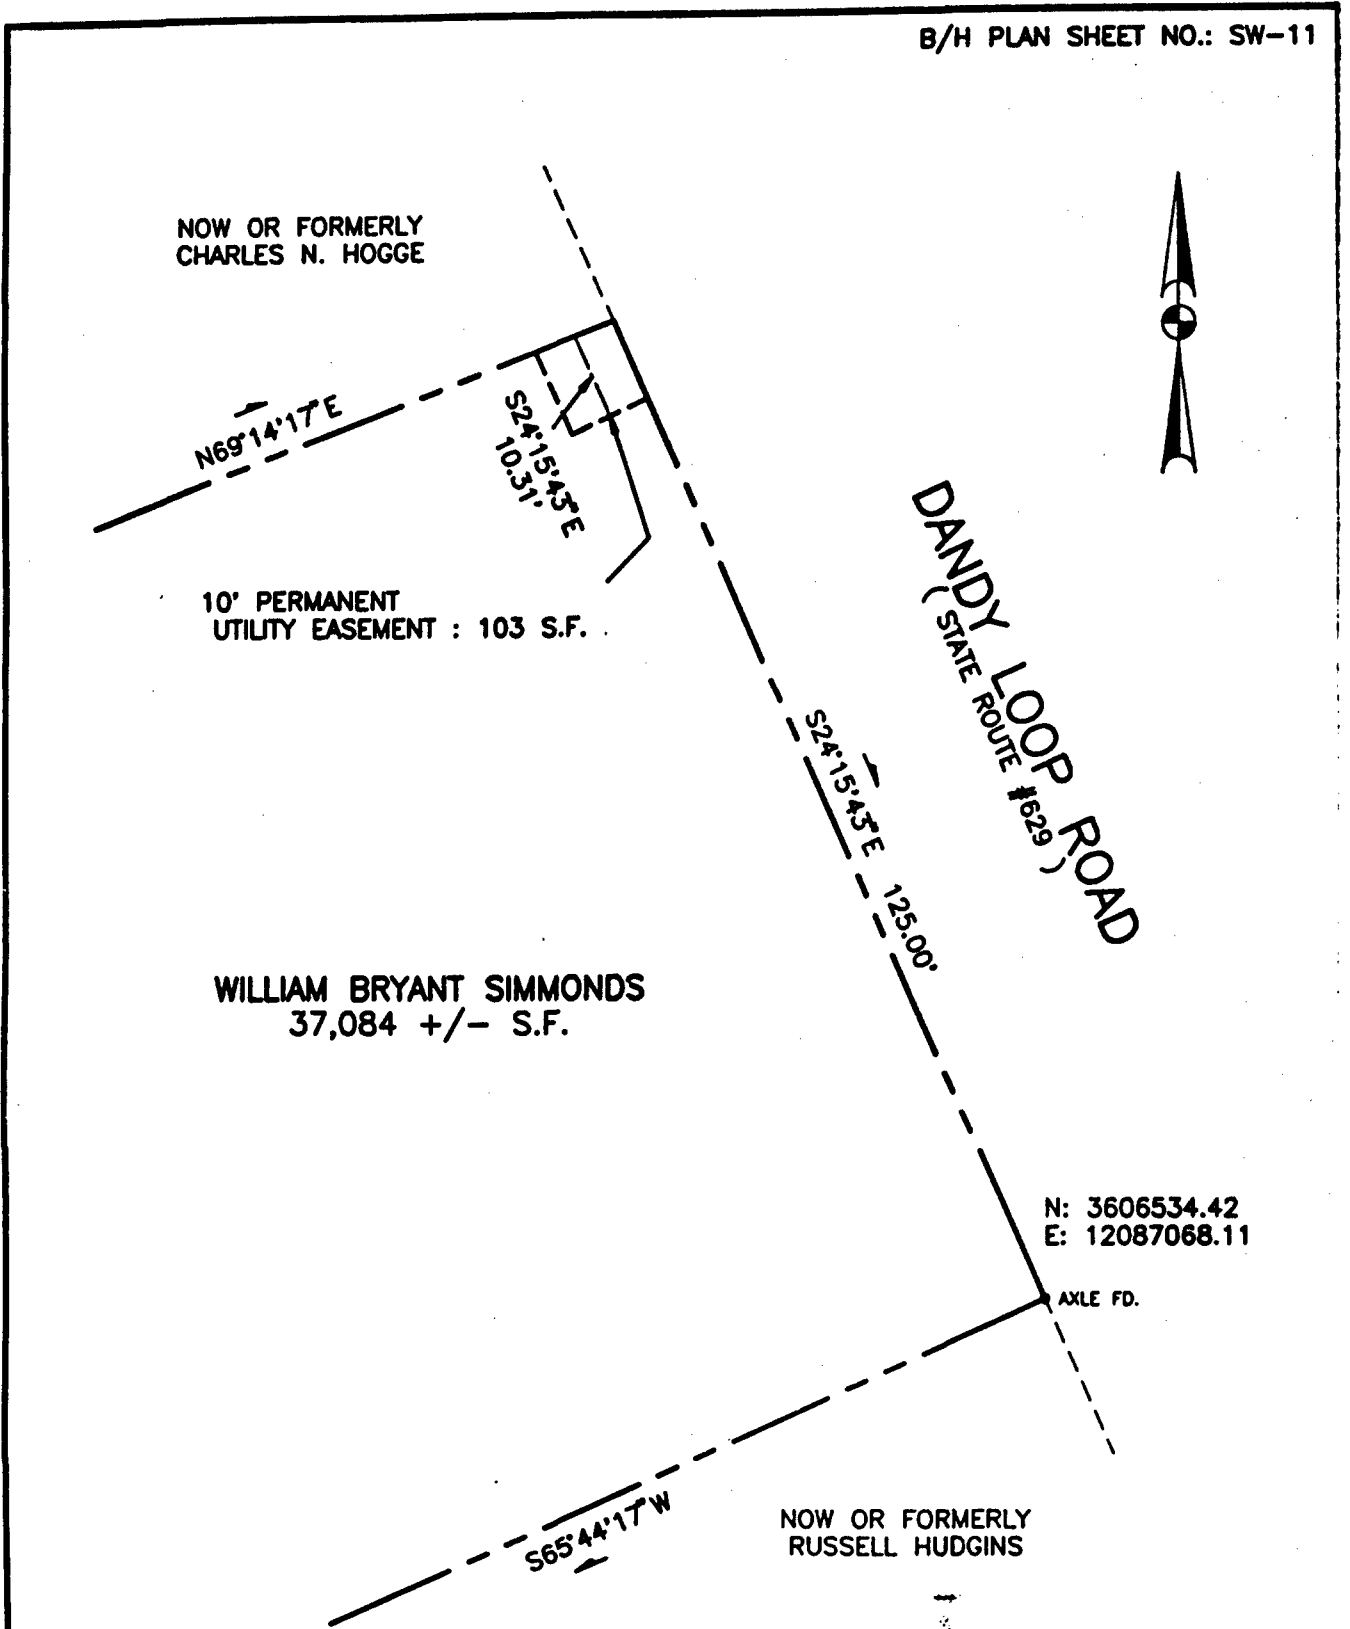 B/H PLAN SHEET NO.: SW-11
NOW OR FORMERLY
CHARLES N. HOGGE
N69°14'17"E
S24°15'43"E
10.31'
10' PERMANENT
UTILITY EASEMENT : 103 S.F.
DANDY LOOP ROAD
( STATE ROUTE #629 )
S24°15'43"E 125.00'
WILLIAM BRYANT SIMMONDS
37,084 +/- S.F.
N: 3606534.42
E: 12087068.11
AXLE FD.
S65°44'17"W
NOW OR FORMERLY
RUSSELL HUDGINS